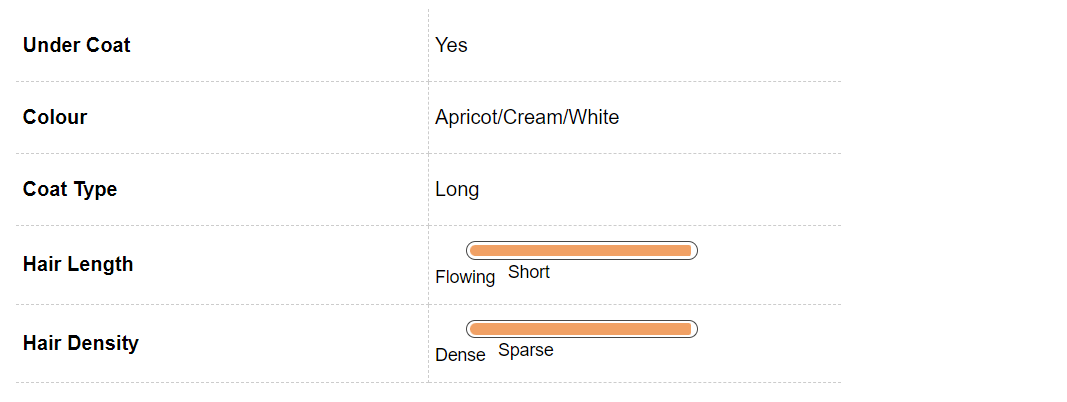 Under Coat Yes
Colour Apricot/Cream/White
Coat Type Long
Hair Length Flowing Short
Hair Density Dense Sparse